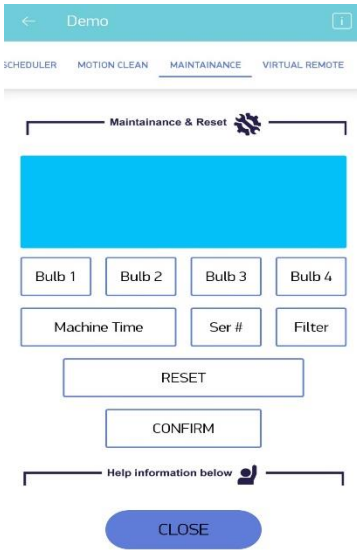 Demo
SCHEDULER MOTION CLEAN MAINTAINANCE VIRTUAL REMOTE
Maintainance & Reset
Bulb 1 Bulb 2 Bulb 3 Bulb 4
Machine Time Ser # Filter
RESET
CONFIRM
Help information below
CLOSE